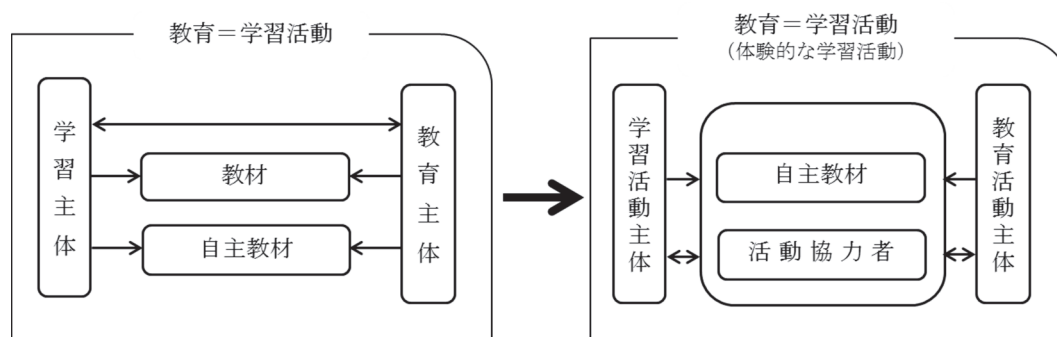 教育＝学習活動
学習主体
教育主体
教材
自主教材
教育＝学習活動
(体験的な学習活動)
学習活動主体
教育活動主体
自主教材
活動協力者